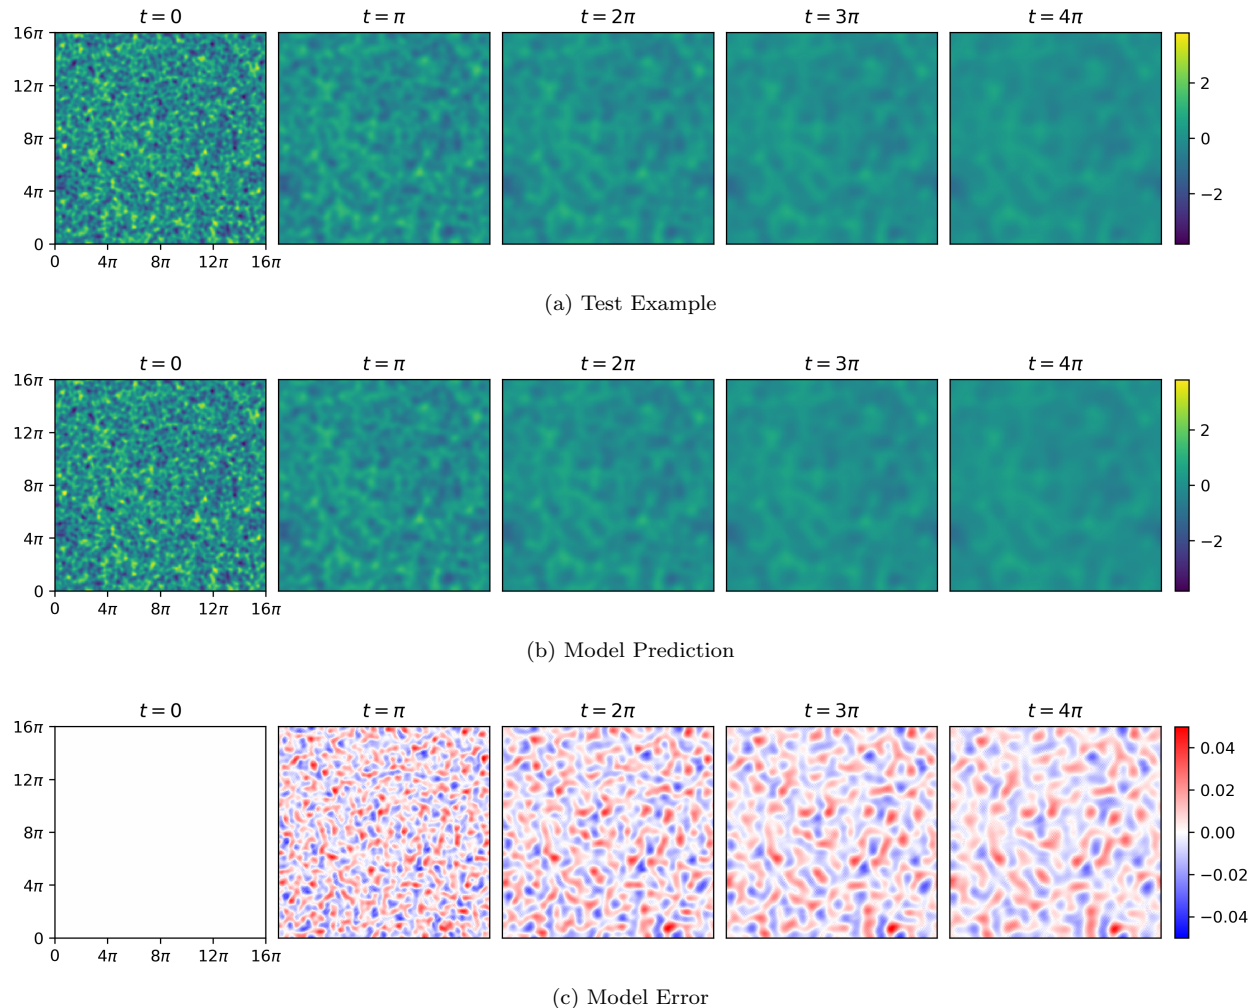 t = 0 t = π t = 2π t = 3π t = 4π
16π
12π
8π
4π
0
0 4π 8π 12π 16π
2
0
−2
(a) Test Example
t = 0 t = π t = 2π t = 3π t = 4π
16π
12π
8π
4π
0
0 4π 8π 12π 16π
2
0
−2
(b) Model Prediction
t = 0 t = π t = 2π t = 3π t = 4π
16π
12π
8π
4π
0
0 4π 8π 12π 16π
0.04
0.02
0.00
−0.02
−0.04
(c) Model Error